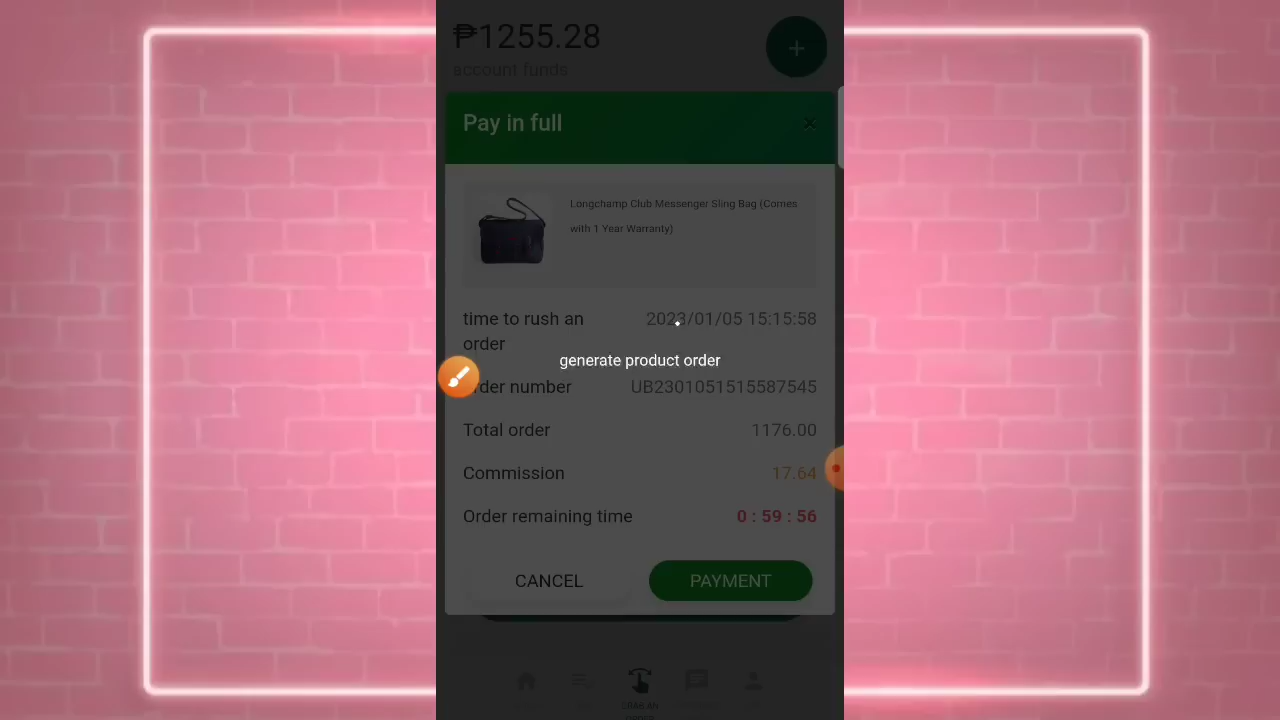 ₱1255.28
account funds
+
Pay in full
×
Longchamp Club Messenger Sling Bag (Comes
with 1 Year Warranty)
time to rush an 2023/01/05 15:15:58
order
generate product order
rder number UB2301051515587545
Total order 1176.00
Commission 17.64
Order remaining time 0 : 59 : 56
CANCEL PAYMENT